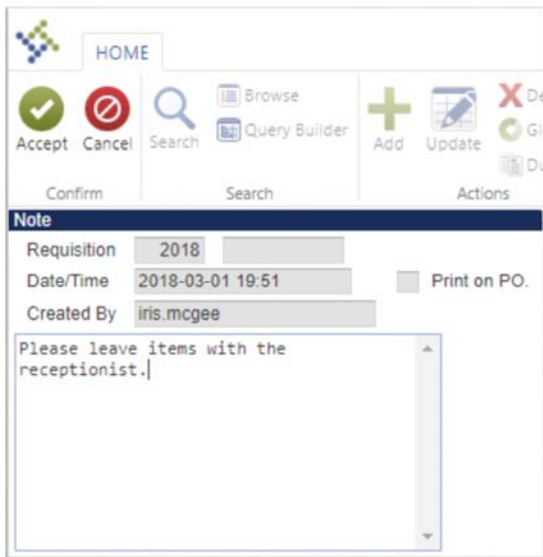 HOME
Accept Cancel Search Browse
Query Builder
Add Update
Confirm Search Actions
Note
Requisition 2018
Date/Time 2018-03-01 19:51 Print on PO.
Created By iris.mcgee
Please leave items with the
receptionist.